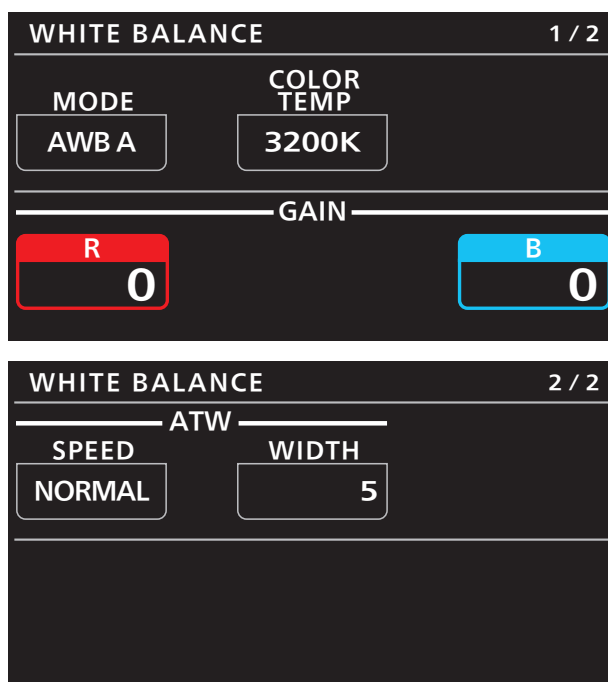 WHITE BALANCE 1 / 2
MODE COLOR TEMP
AWB A 3200K
GAIN
R B
0 0
WHITE BALANCE 2 / 2
ATW
SPEED WIDTH
NORMAL 5